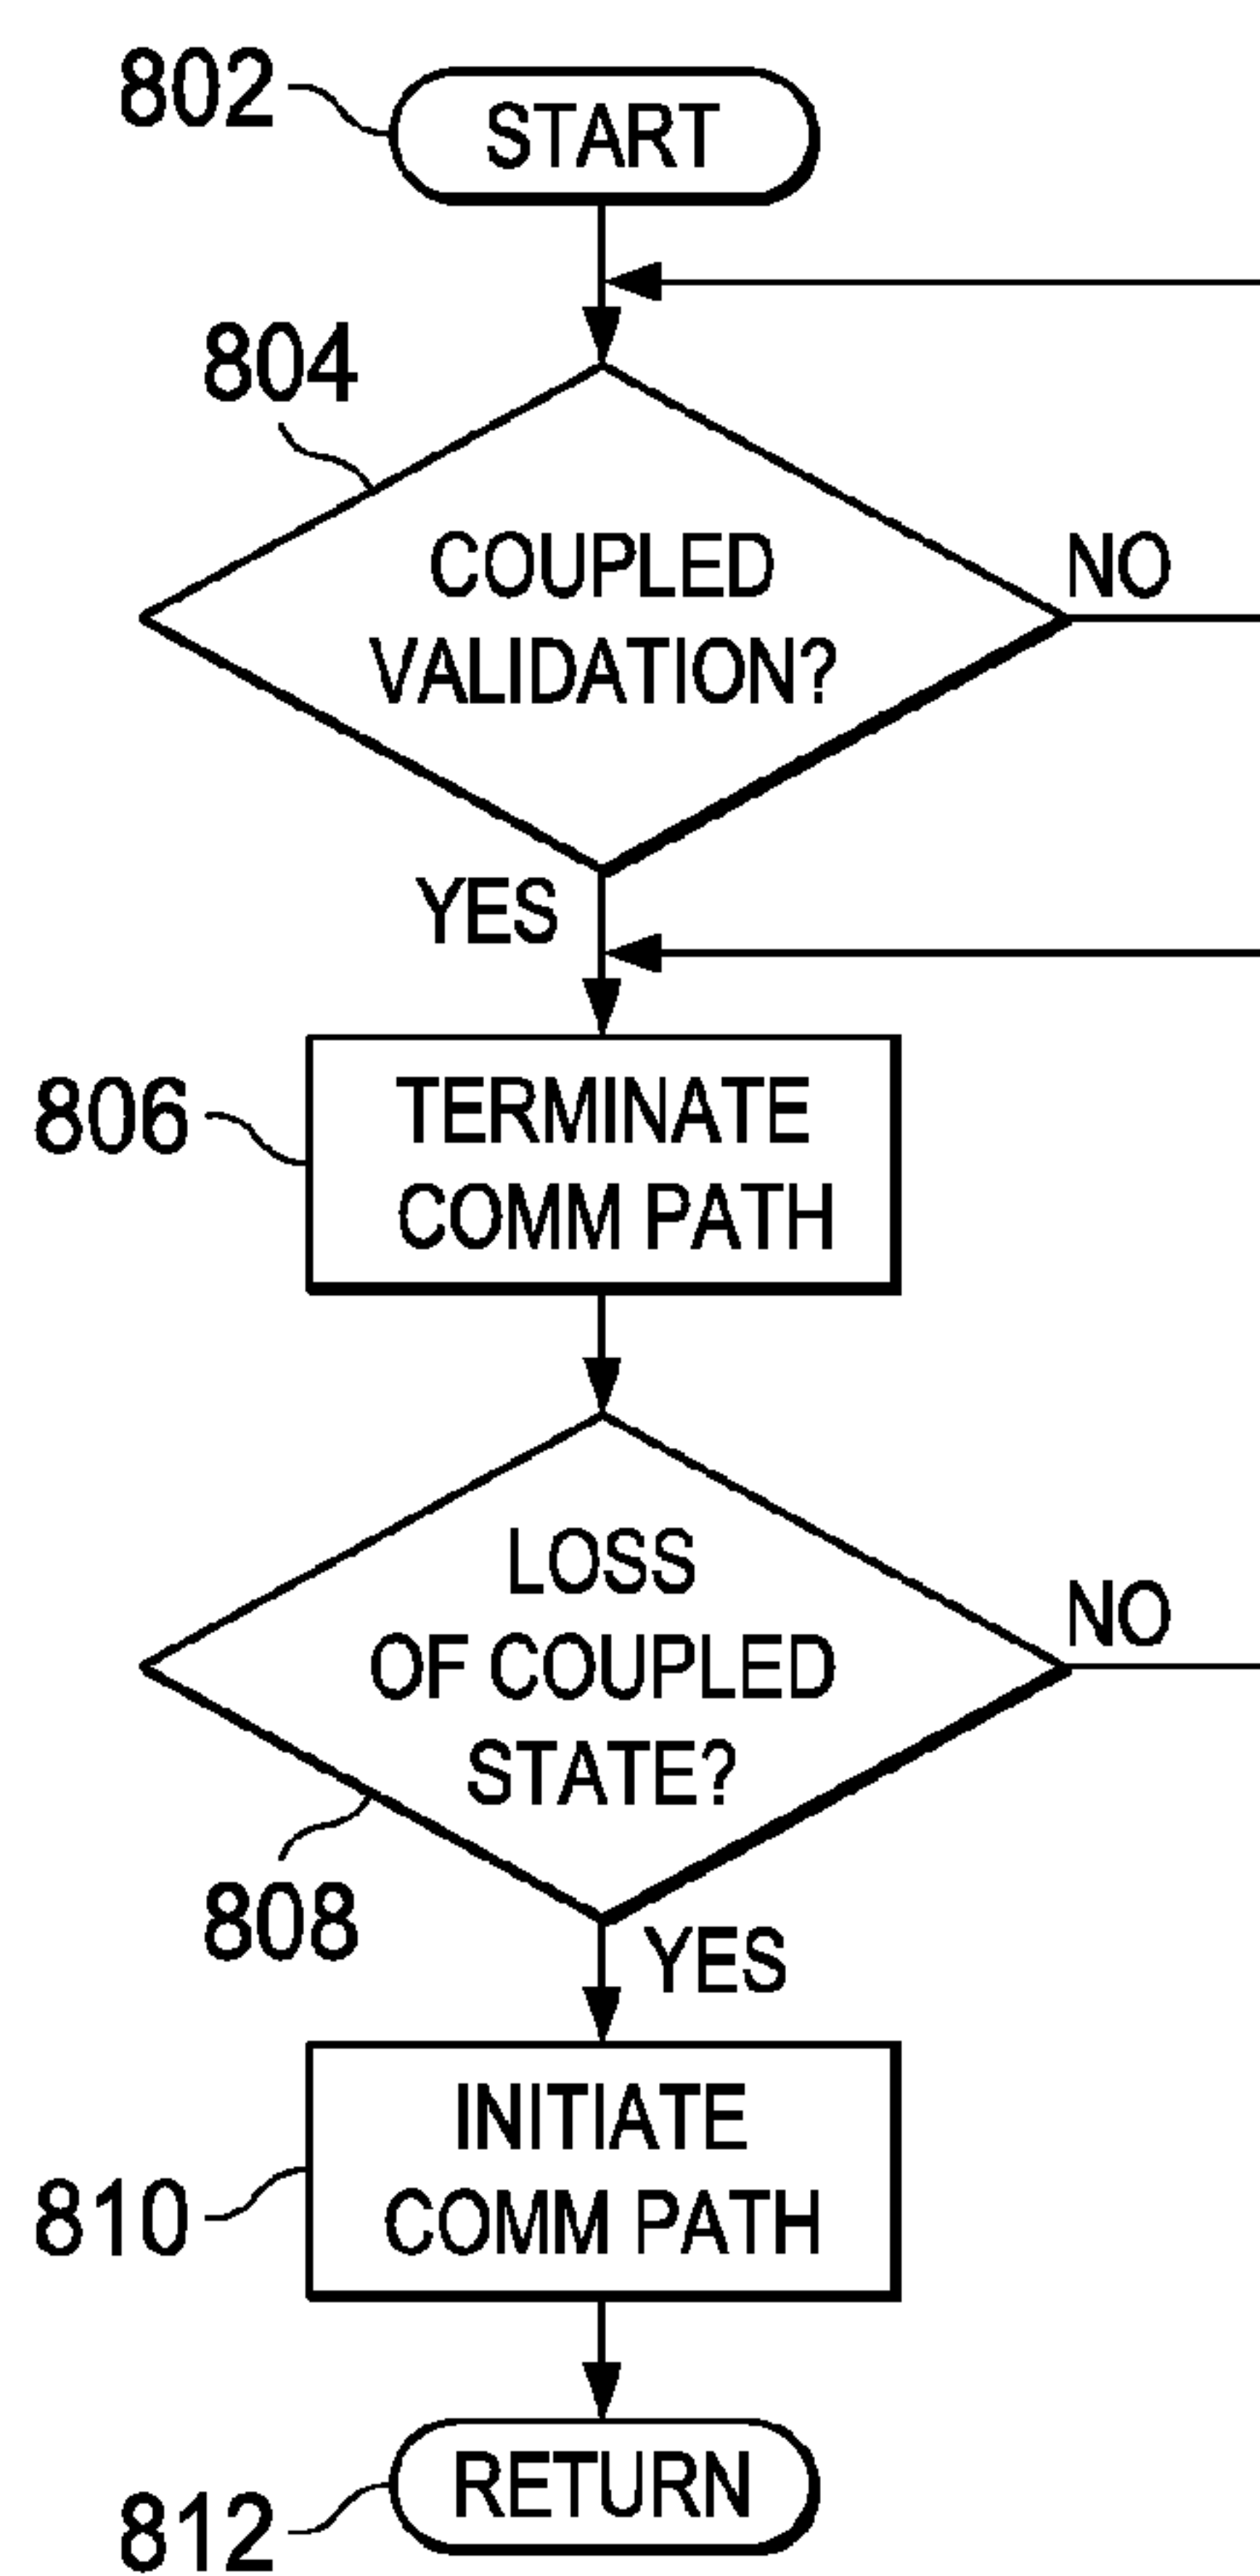 802
START
804
COUPLED
VALIDATION?
NO
YES
806
TERMINATE
COMM PATH
LOSS
OF COUPLED
STATE?
NO
808
YES
INITIATE
COMM PATH
810
RETURN
812